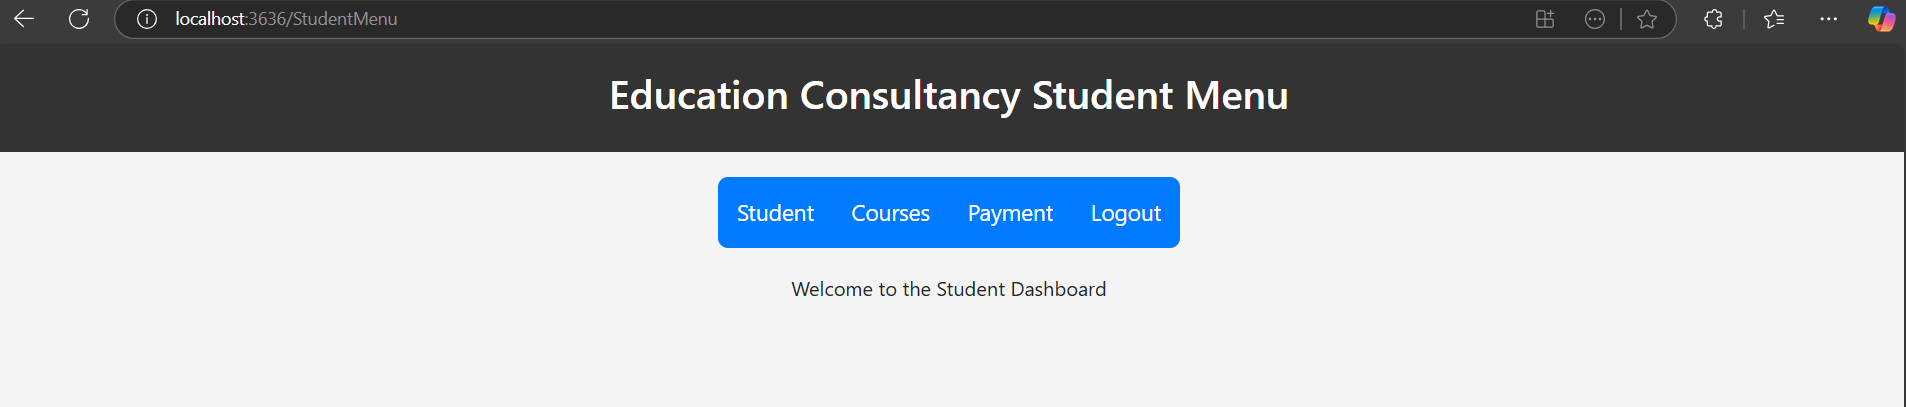 localhost:3636/StudentMenu
Education Consultancy Student Menu
Student Courses Payment Logout
Welcome to the Student Dashboard